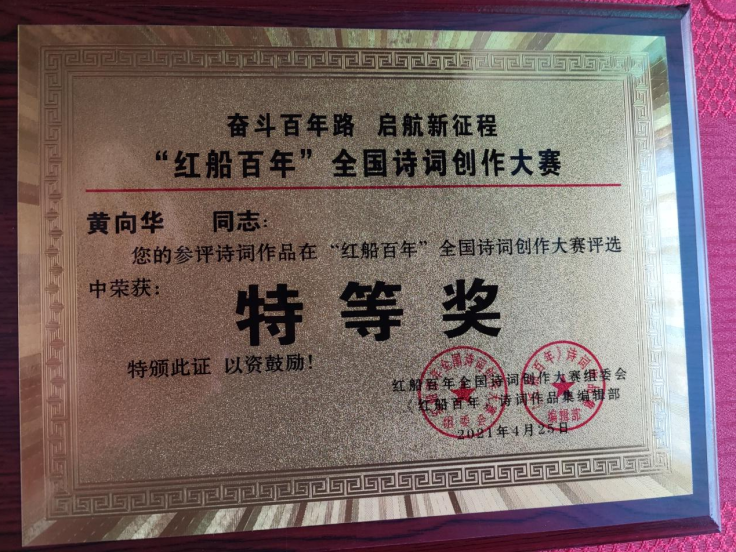 奋斗百年路 启航新征程
“红船百年”全国诗词创作大赛
黄向华 同志：
您的参评诗词作品在“红船百年”全国诗词创作大赛评选
中荣获：
特等奖
特颁此证 以资鼓励！
红船百年全国诗词创作大赛组委会
《红船百年》诗词作品集编辑部
2021年4月25日